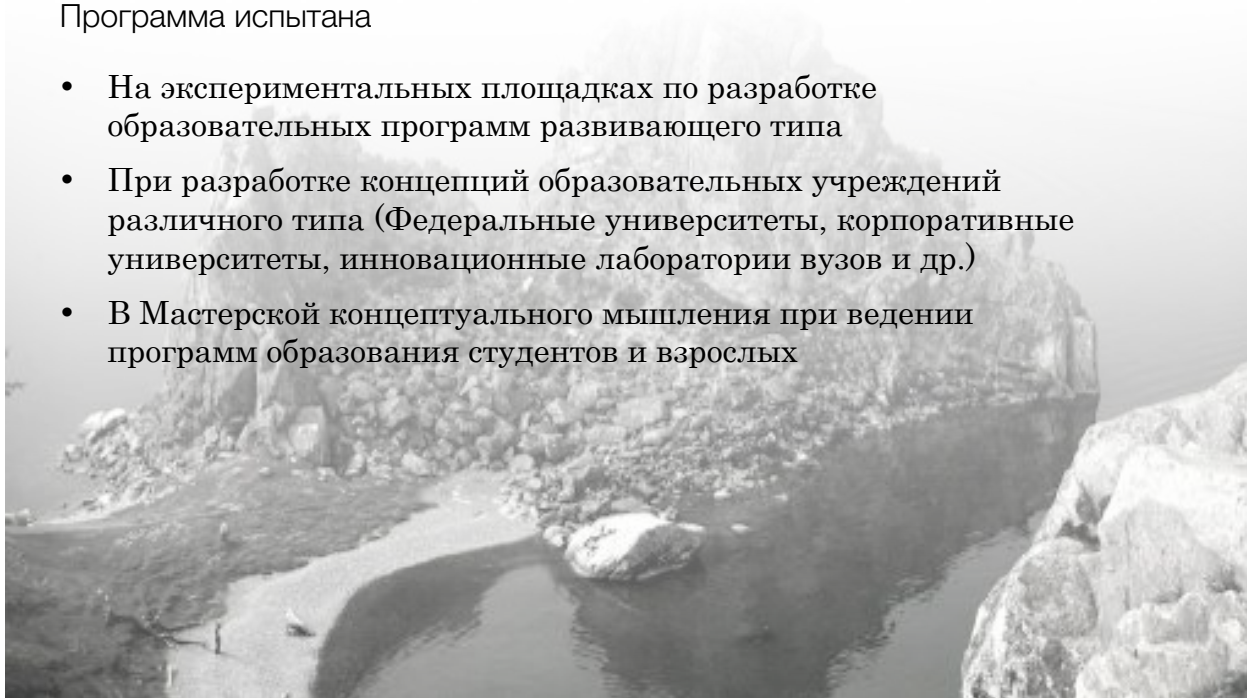 Программа испытана
• На экспериментальных площадках по разработке
образовательных программ развивающего типа
• При разработке концепций образовательных учреждений
различного типа (Федеральные университеты, корпоративные
университеты, инновационные лаборатории вузов и др.)
• В Мастерской концептуального мышления при ведении
программ образования студентов и взрослых